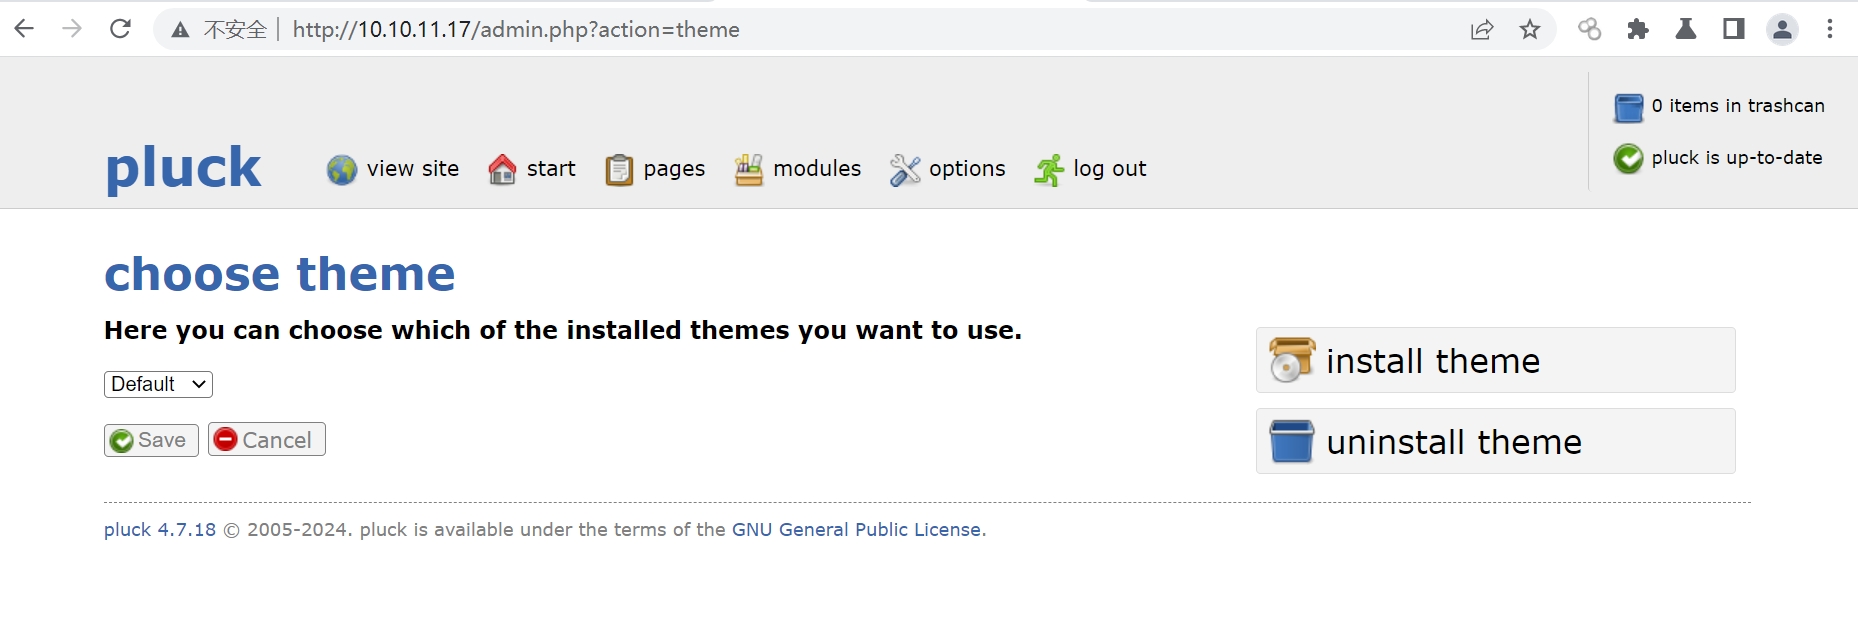 不安全 http://10.10.11.17/admin.php?action=theme
0 items in trashcan
pluck is up-to-date
pluck view site start pages modules options log out
choose theme
Here you can choose which of the installed themes you want to use.
Default
Save Cancel
install theme
uninstall theme
pluck 4.7.18 © 2005-2024. pluck is available under the terms of the GNU General Public License.